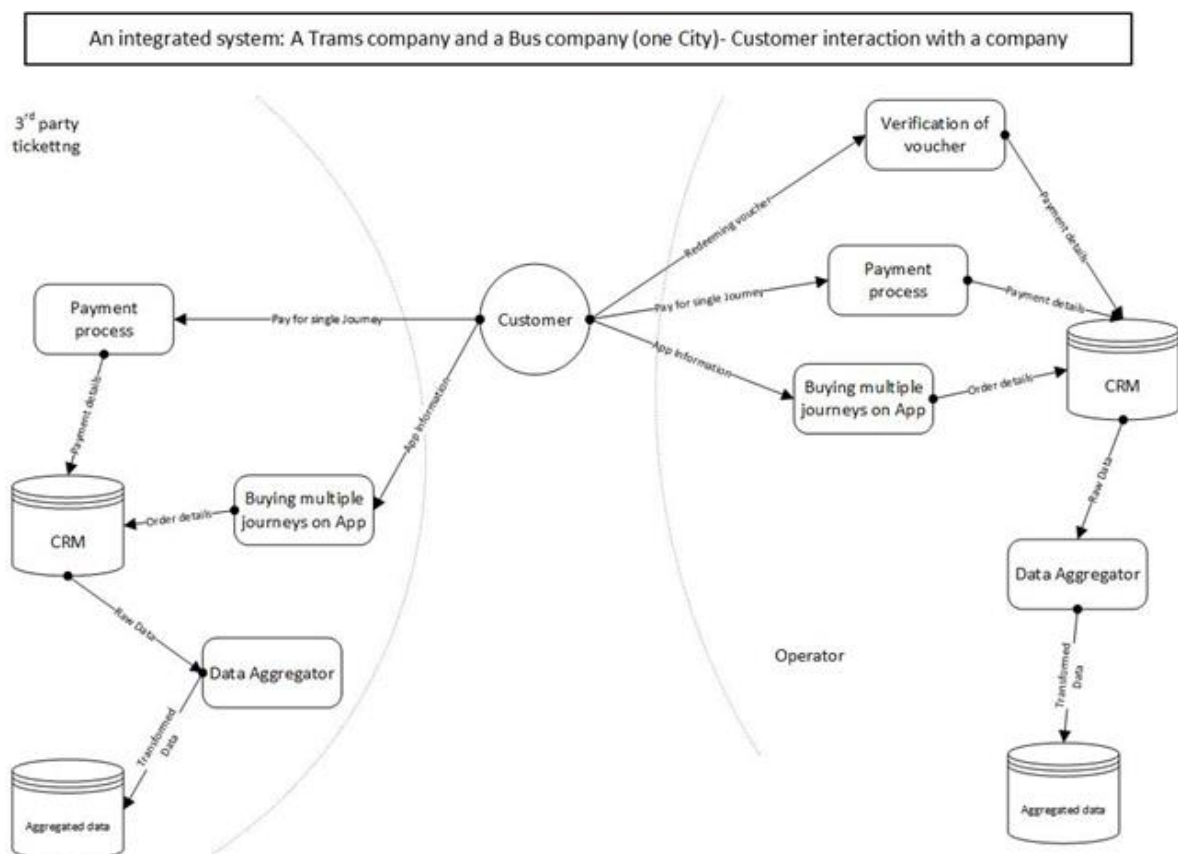 An integrated system: A Trams company and a Bus company (one City)- Customer interaction with a company
3rd party
tickettng
Verification of
voucher
Redeeming voucher
Payment details
Payment
process
Pay for single Journey
Customer
Pay for single Journey
Payment
process
Payment details
App Information
Buying multiple
journeys on App
Order details
CRM
Payment details
App Information
Buying multiple
journeys on App
Order details
CRM
Raw Data
Data Aggregator
Raw Data
Data Aggregator
Operator
Transformed
Data
Transformed
Data
Aggregated data
Aggregated data